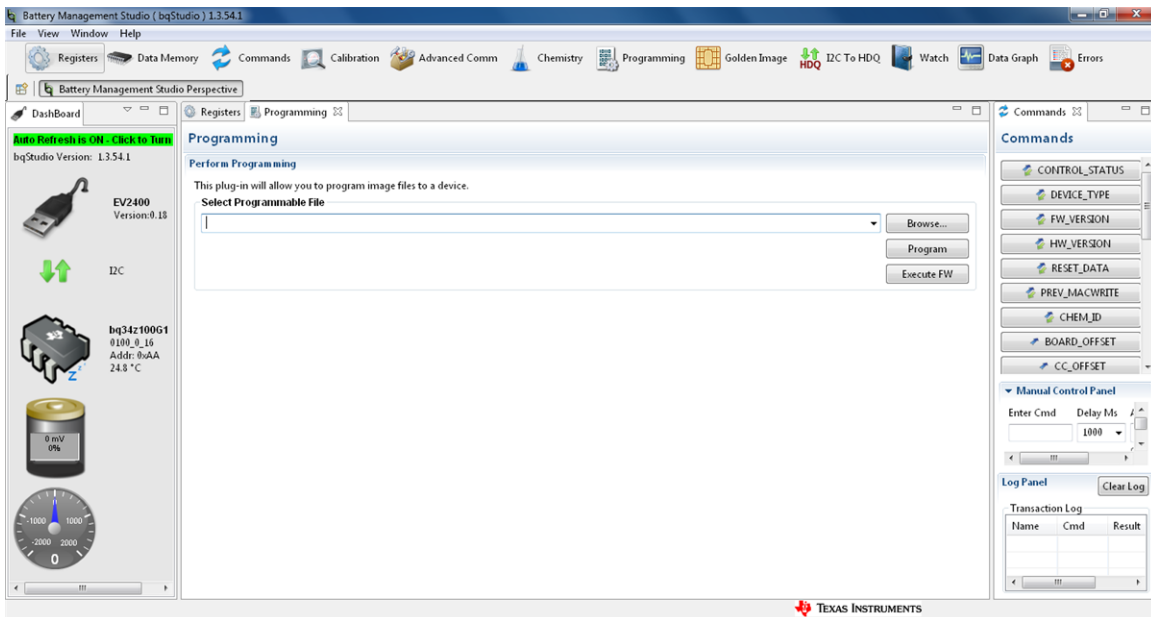 Battery Management Studio ( bqStudio ) 1.3.54.1
File View Window Help
Registers Data Memory Commands Calibration Advanced Comm Chemistry Programming Golden Image HDQ I2C To HDQ Watch Data Graph Errors
Battery Management Studio Perspective
DashBoard
Registers Programming
Commands
Auto Refresh is ON - Click to Turn
bqStudio Version: 1.3.54.1
EV2400
Version:0.18
I2C
bq34z100G1
0100_0_16
Addr: 0xAA
24.8 °C
Z z
0 mV
0%
-1000 1000
-2000 2000
0
Programming
Perform Programming
This plug-in will allow you to program image files to a device.
Select Programmable File
Browse...
Program
Execute FW
Commands
CONTROL_STATUS
DEVICE_TYPE
FW_VERSION
HW_VERSION
RESET_DATA
PREV_MACWRITE
CHEM_ID
BOARD_OFFSET
CC_OFFSET
Manual Control Panel
Enter Cmd Delay Ms
1000
Log Panel Clear Log
Transaction Log
Name Cmd Result
TEXAS INSTRUMENTS